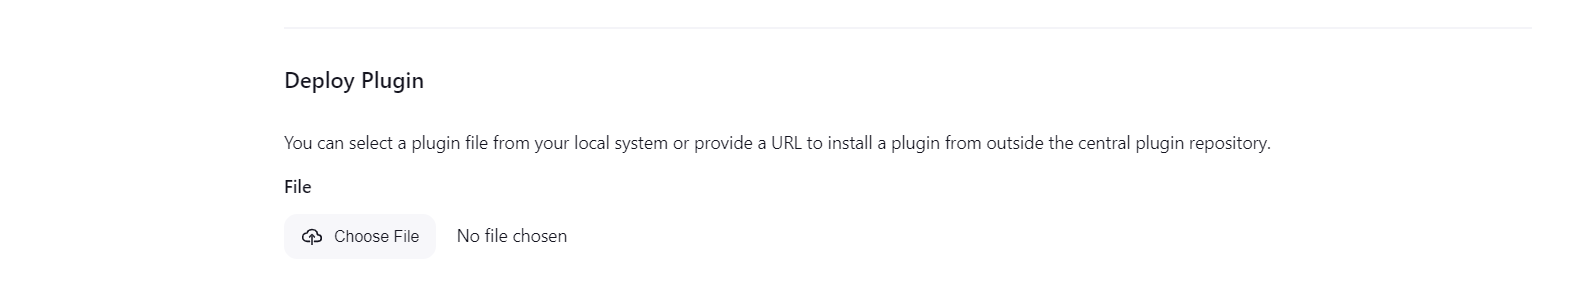 Deploy Plugin
You can select a plugin file from your local system or provide a URL to install a plugin from outside the central plugin repository.
File
Choose File No file chosen